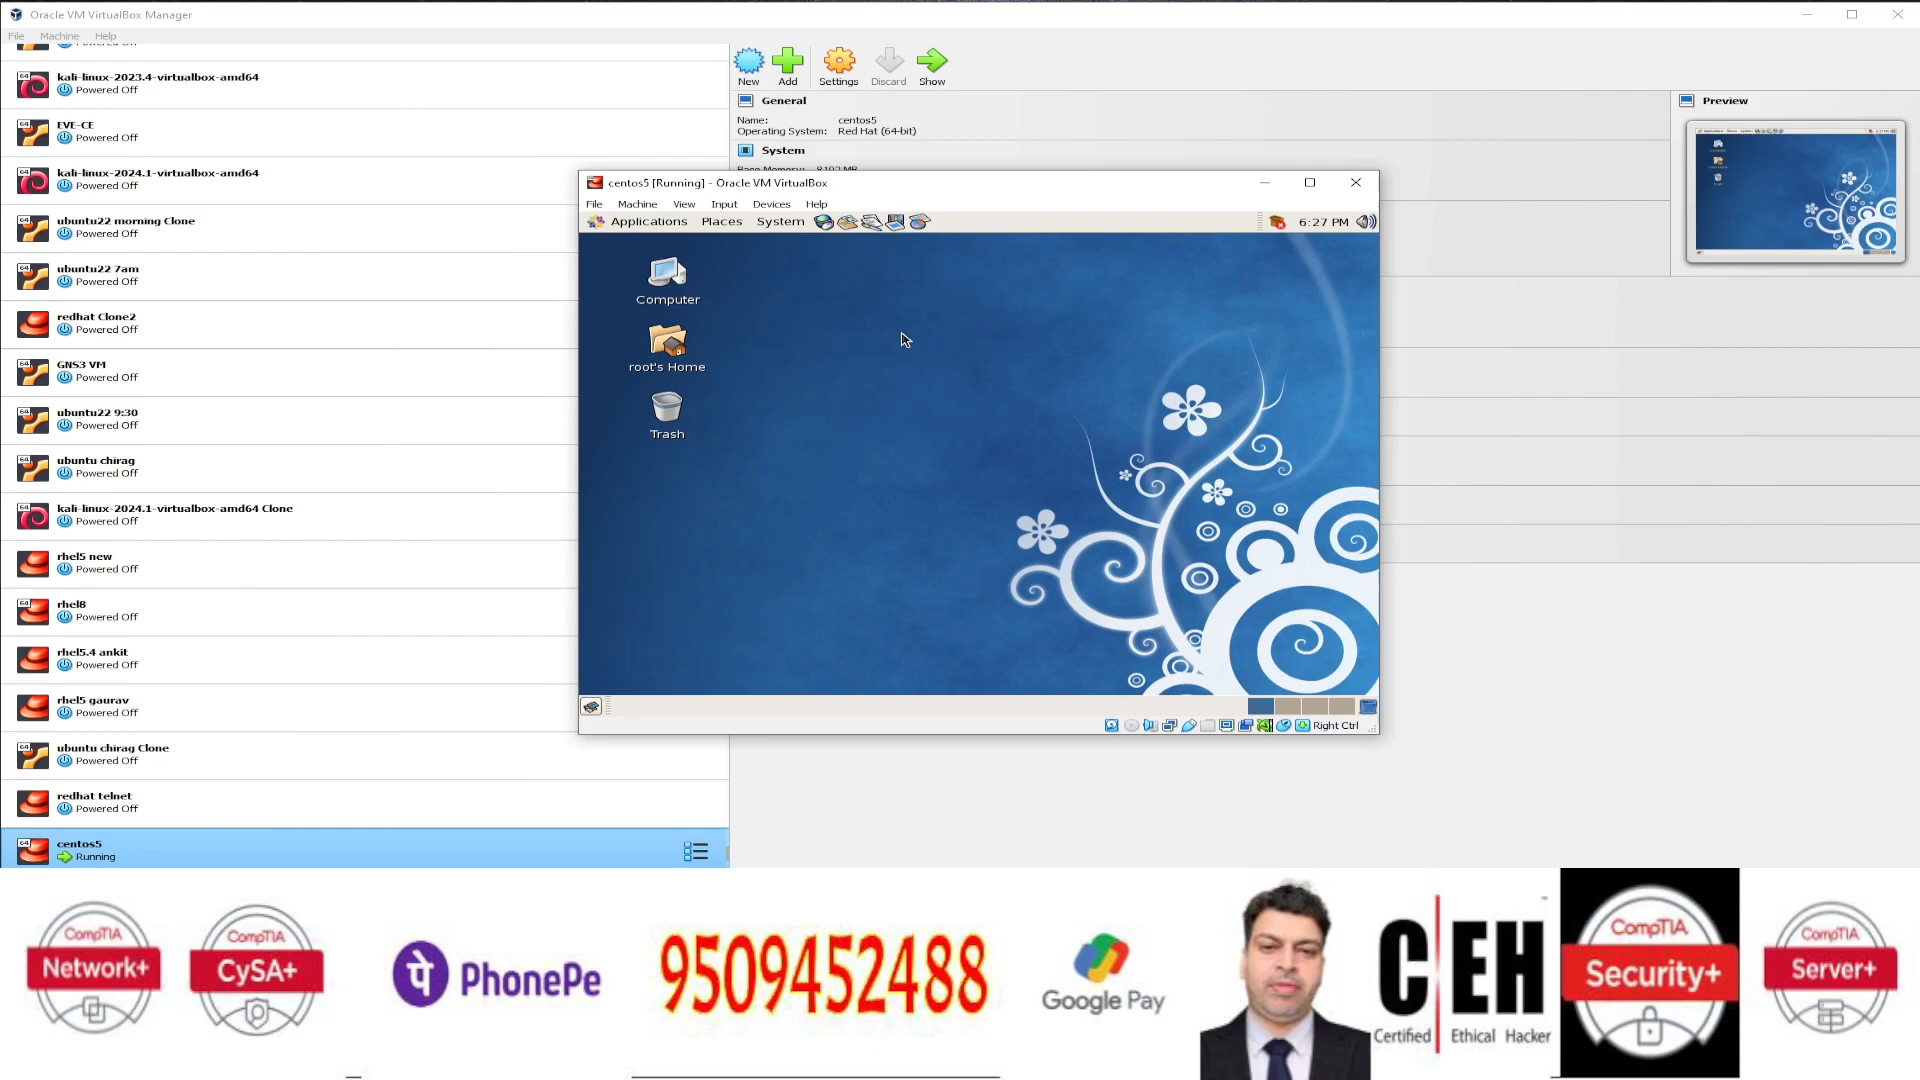 Oracle VM VirtualBox Manager
File Machine Help
Powered Off
kali-linux-2023.4-virtualbox-amd64
Powered Off
EVE-CE
Powered Off
kali-linux-2024.1-virtualbox-amd64
Powered Off
ubuntu22 morning Clone
Powered Off
ubuntu22 7am
Powered Off
redhat Clone2
Powered Off
GNS3 VM
Powered Off
ubuntu22 9:30
Powered Off
ubuntu chirag
Powered Off
kali-linux-2024.1-virtualbox-amd64 Clone
Powered Off
rhel5 new
Powered Off
rhel8
Powered Off
rhel5.4 ankit
Powered Off
rhel5 gaurav
Powered Off
ubuntu chirag Clone
Powered Off
redhat telnet
Powered Off
centos5
Running
New Add Settings Discard Show
General
Name: centos5
Operating System: Red Hat (64-bit)
System
Base Memory: 8192 MB
Preview
centos5 [Running] - Oracle VM VirtualBox
File Machine View Input Devices Help
Applications Places System 6:27 PM
Computer
root's Home
Trash
Right Ctrl
CompTIA
Network+
CompTIA
CySA+
पे PhonePe
9509452488
Google Pay
C EH
Certified Ethical Hacker
CompTIA
Security+
CompTIA
Server+